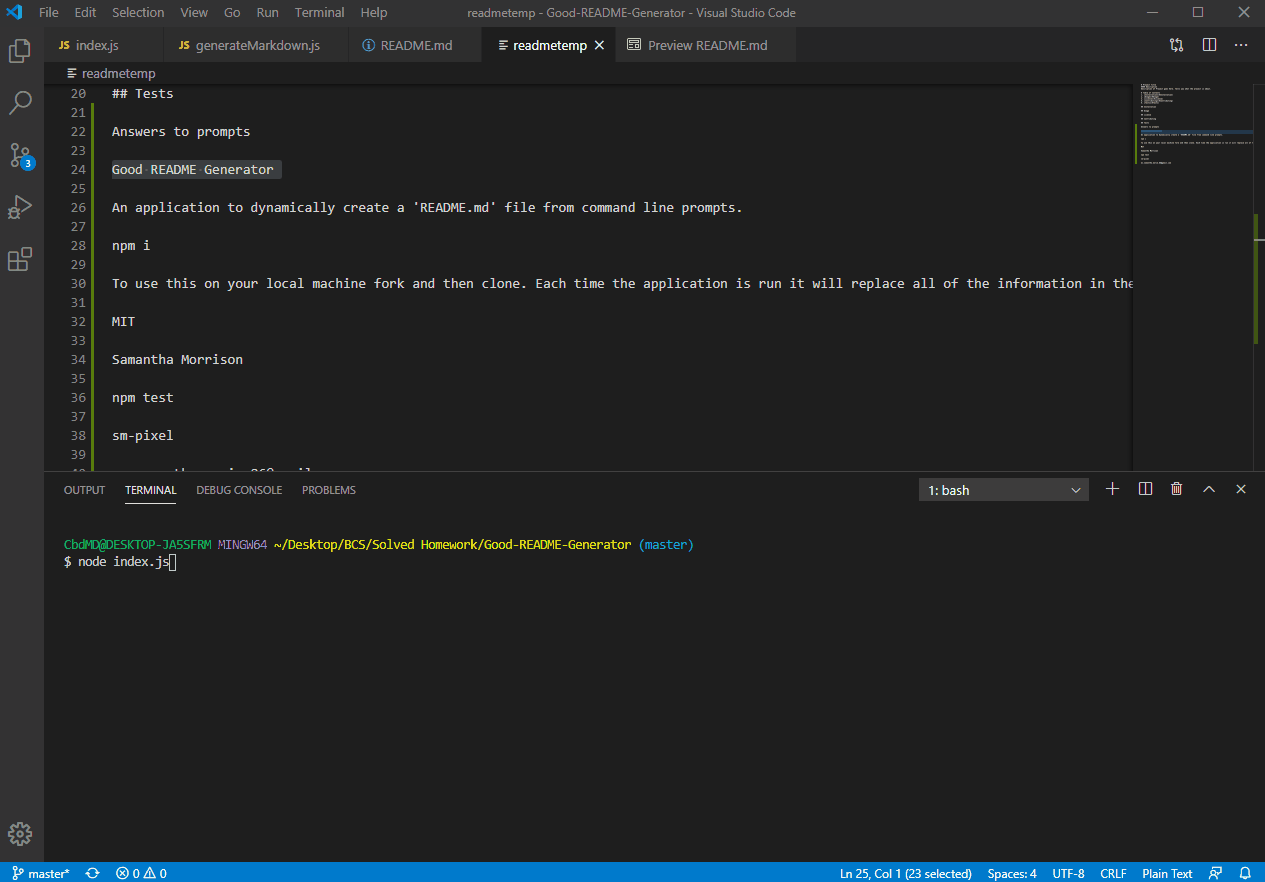 File Edit Selection View Go Run Terminal Help readmetemp - Good-README-Generator - Visual Studio Code
JS index.js JS generateMarkdown.js README.md readmetemp Preview README.md
readmetemp
20 ## Tests
21
22 Answers to prompts
23
24 Good README Generator
25
26 An application to dynamically create a 'README.md' file from command line prompts.
27
28 npm i
29
30 To use this on your local machine fork and then clone. Each time the application is run it will replace all of the information in the
31
32 MIT
33
34 Samantha Morrison
35
36 npm test
37
38 sm-pixel
39
3
OUTPUT TERMINAL DEBUG CONSOLE PROBLEMS 1: bash
CbdMD@DESKTOP-JA5SFRM MINGW64 ~/Desktop/BCS/Solved Homework/Good-README-Generator (master)
$ node index.js
master* 0 0 Ln 25, Col 1 (23 selected) Spaces: 4 UTF-8 CRLF Plain Text